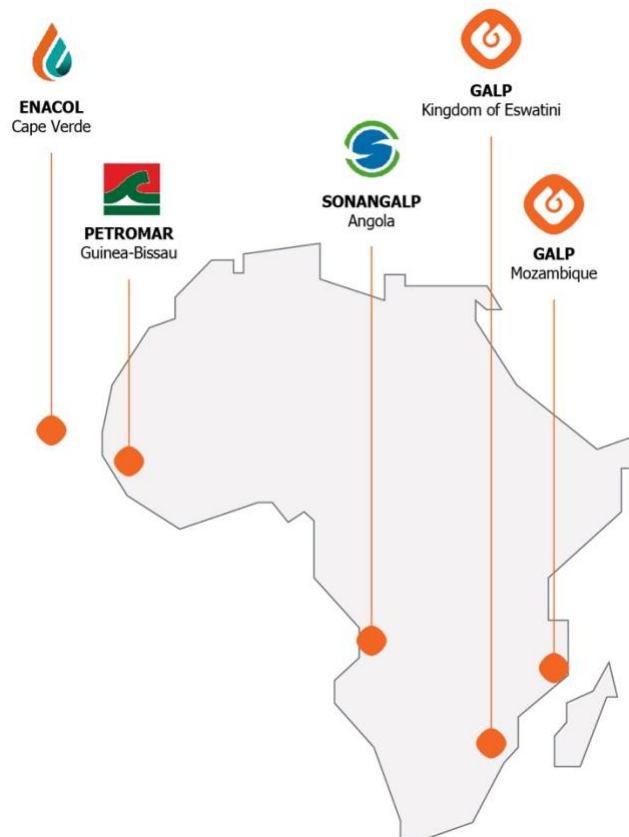 ENACOL
Cape Verde
PETROMAR
Guinea-Bissau
SONANGALP
Angola
GALP
Kingdom of Eswatini
GALP
Mozambique